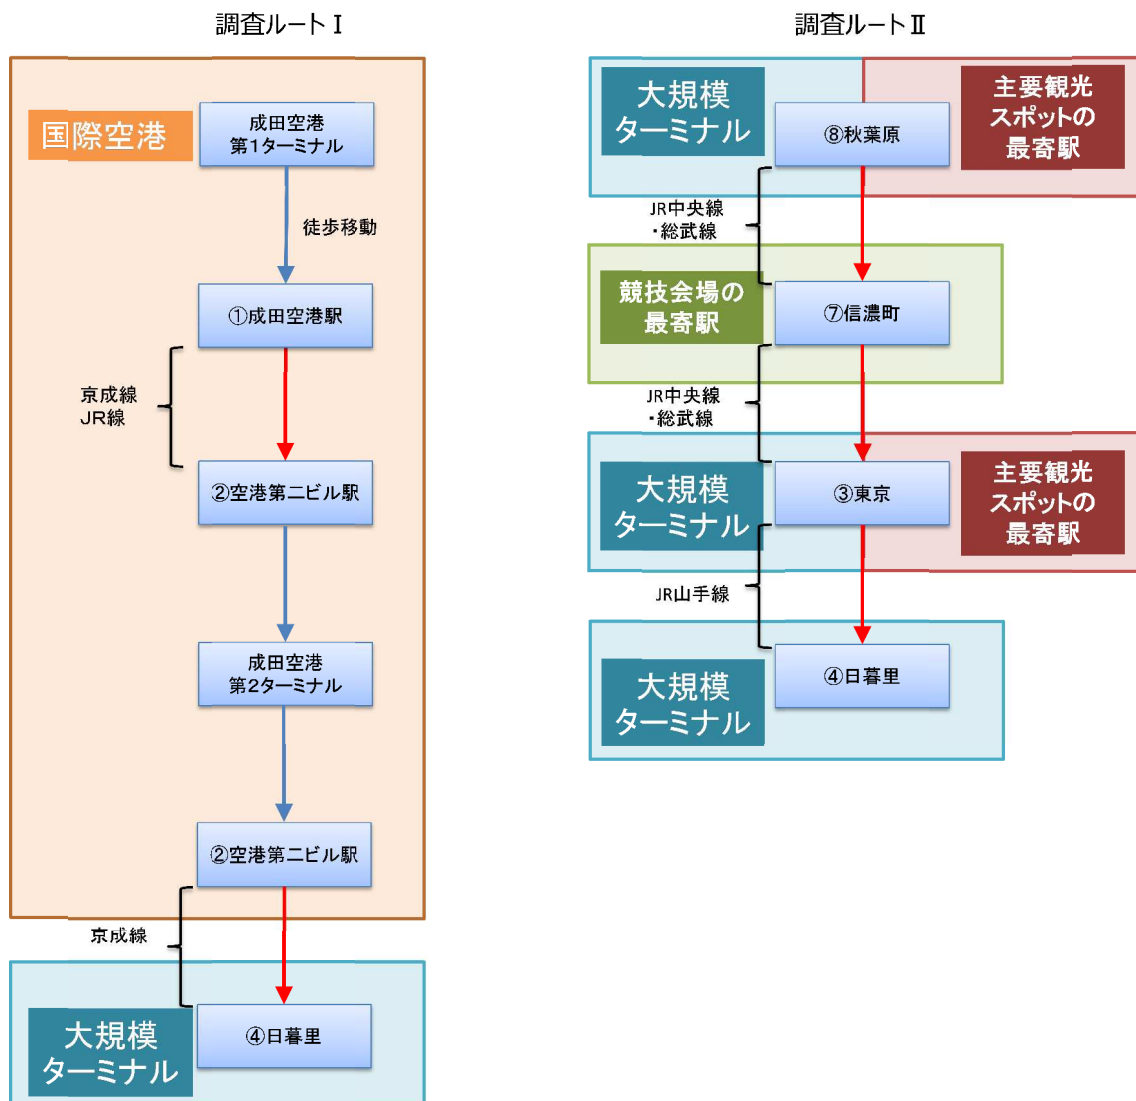 調査ルートⅠ
国際空港
成田空港
第1ターミナル
徒歩移動
①成田空港駅
京成線
JR線
②空港第二ビル駅
成田空港
第2ターミナル
②空港第二ビル駅
京成線
大規模
ターミナル
④日暮里
調査ルートⅡ
大規模
ターミナル
⑧秋葉原
主要観光
スポットの
最寄駅
JR中央線
・総武線
競技会場の
最寄駅
⑦信濃町
JR中央線
・総武線
大規模
ターミナル
③東京
主要観光
スポットの
最寄駅
JR山手線
大規模
ターミナル
④日暮里